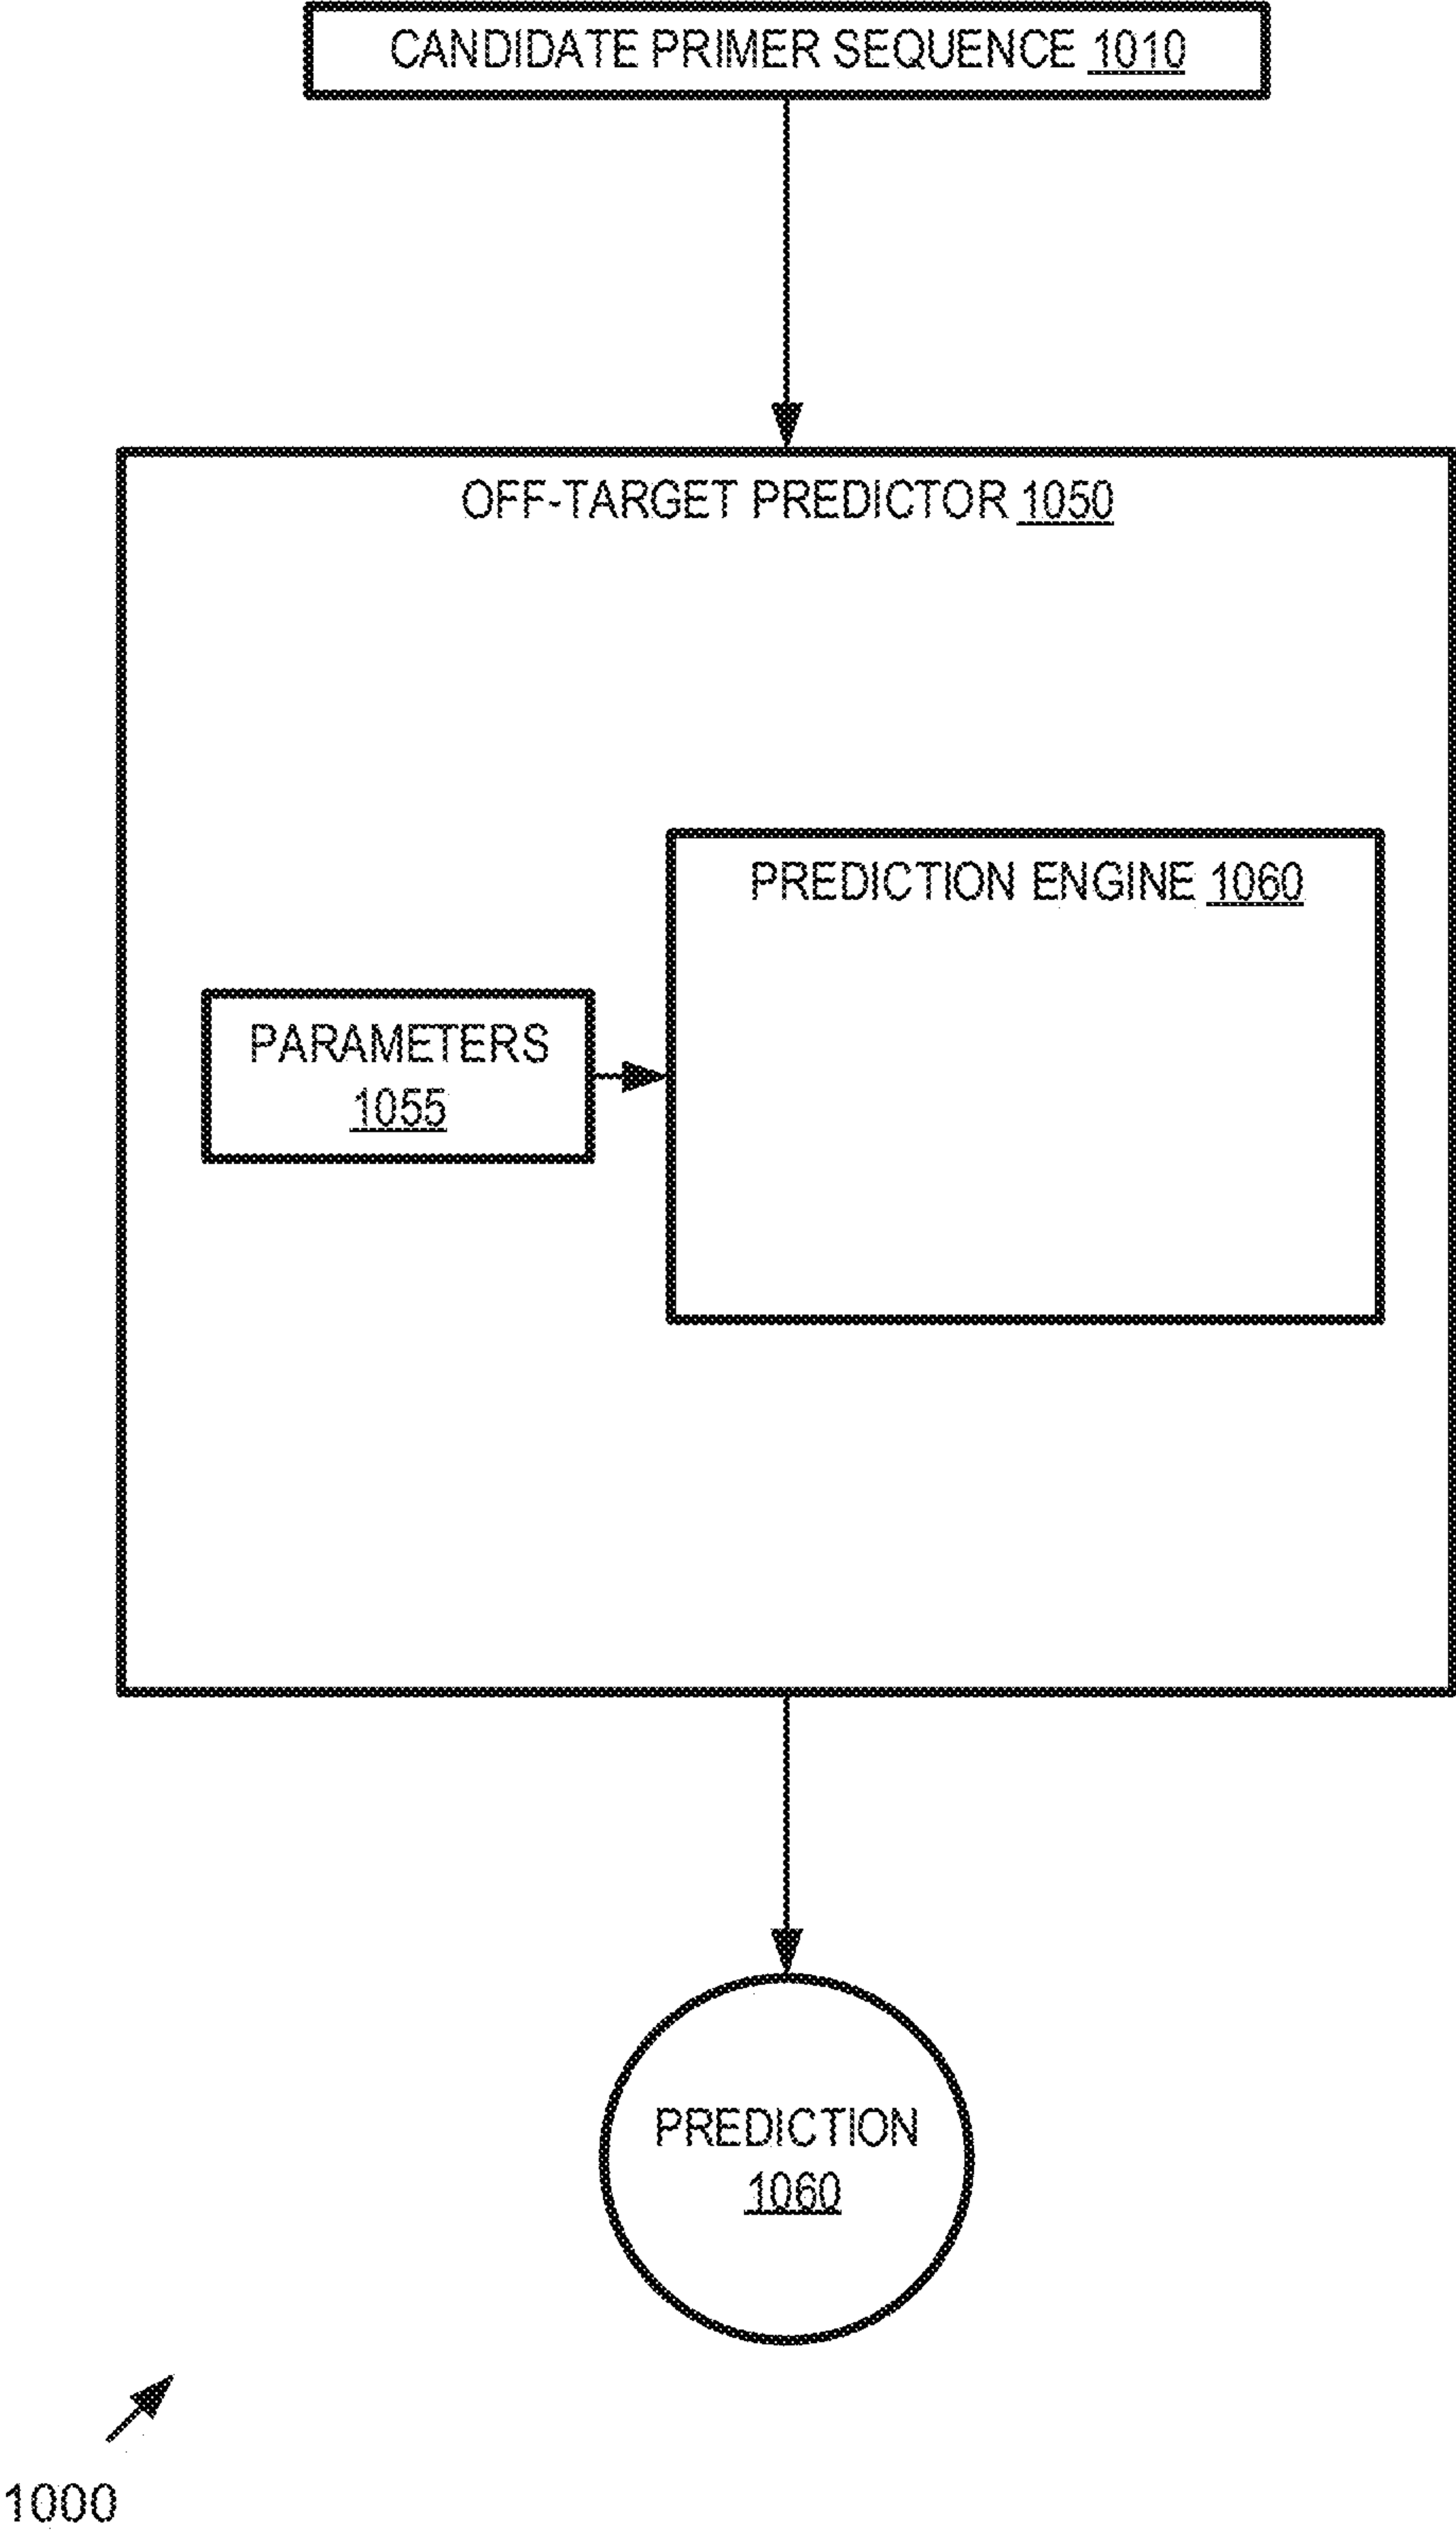 CANDIDATE PRIMER SEQUENCE 1010
OFF-TARGET PREDICTOR 1050
PREDICTION ENGINE 1060
PARAMETERS
1055
PREDICTION
1060
1000